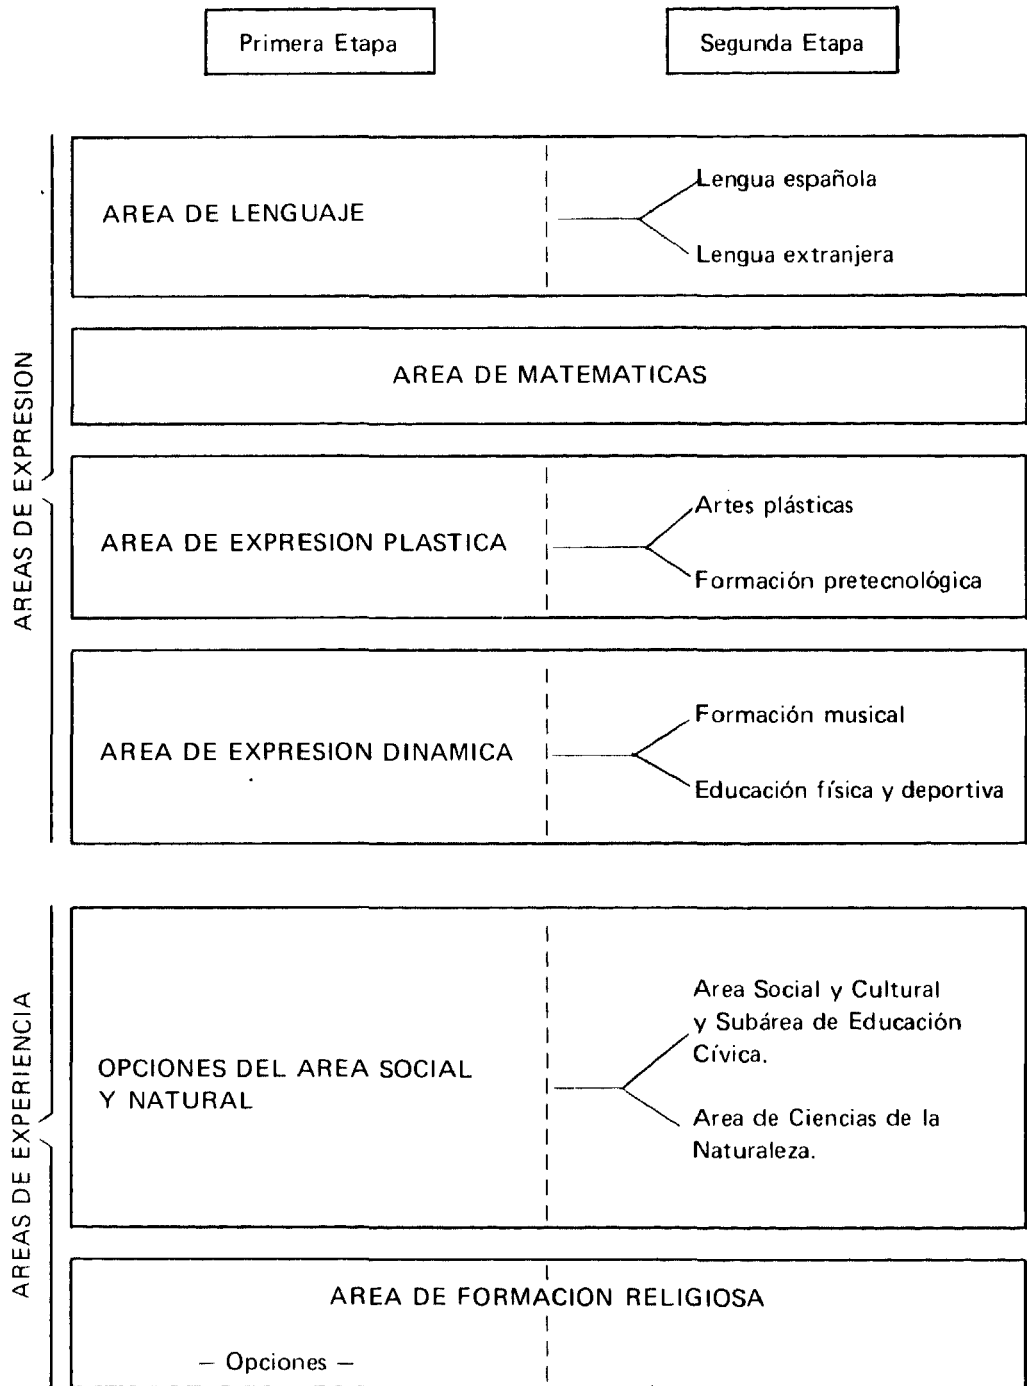 Primera Etapa
Segunda Etapa
AREAS DE EXPRESION
AREA DE LENGUAJE
Lengua española
Lengua extranjera
AREA DE MATEMATICAS
AREA DE EXPRESION PLASTICA
Artes plásticas
Formación pretecnológica
AREA DE EXPRESION DINAMICA
Formación musical
Educación física y deportiva
AREAS DE EXPERIENCIA
OPCIONES DEL AREA SOCIAL
Y NATURAL
Area Social y Cultural
y Subárea de Educación
Cívica.
Area de Ciencias de la
Naturaleza.
AREA DE FORMACION RELIGIOSA
— Opciones —